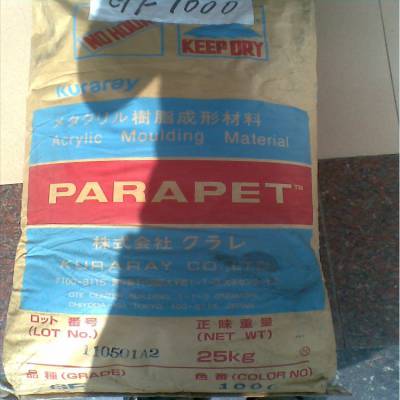 GF 1000
NO HOOK
KEEP DRY
kuraray
メタクリル樹脂成形材料
Acrylic Moulding Material
PARAPET™
株式会社 クラレ
KURARAY CO.,LTD.
ロット 番号
正味重量
(LOT No.)
(NET WT)
110501A2
25kg
品種(GRADE)
色番(COLOR NO)
GF